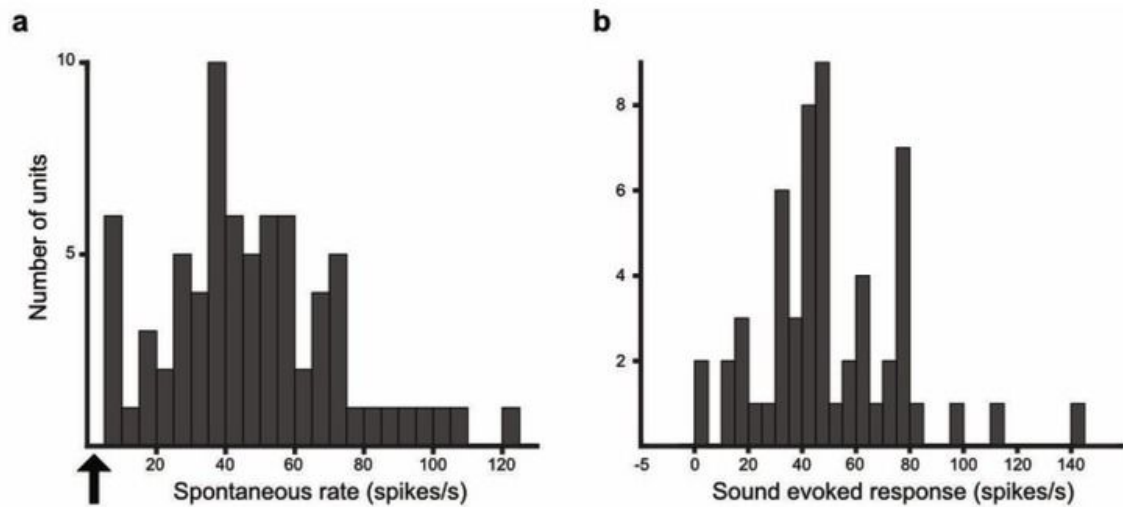 a
10
5
Number of units
20 40 60 80 100 120
Spontaneous rate (spikes/s)
b
8
6
4
2
-5 0 20 40 60 80 100 120 140
Sound evoked response (spikes/s)